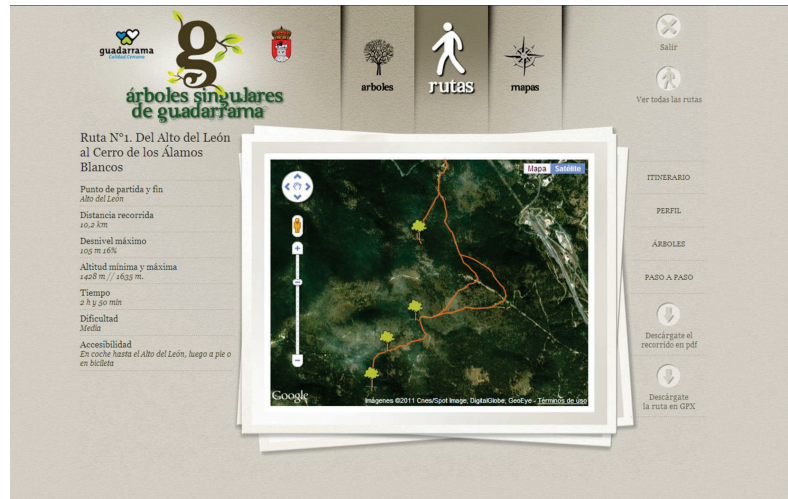 guadarrama
Calidad Cercana
g
árboles singulares
de guadarrama
arboles
rutas
mapas
Salir
Ver todas las rutas
Ruta N°1. Del Alto del León
al Cerro de los Álamos
Blancos
Punto de partida y fin
Alto del León
Distancia recorrida
10,2 km
Desnivel máximo
105 m 16%
Altitud mínima y máxima
1428 m // 1635 m.
Tiempo
2 h y 50 min
Dificultad
Media
Accesibilidad
En coche hasta el Alto del León, luego a pie o
en bicileta
Mapa Satélite
Google
Imágenes ©2011 Cnes/Spot Image, DigitalGlobe, GeoEye - Términos de uso
ITINERARIO
PERFIL
ÁRBOLES
PASO A PASO
Descárgate el
recorrido en pdf
Descárgate
la ruta en GPX